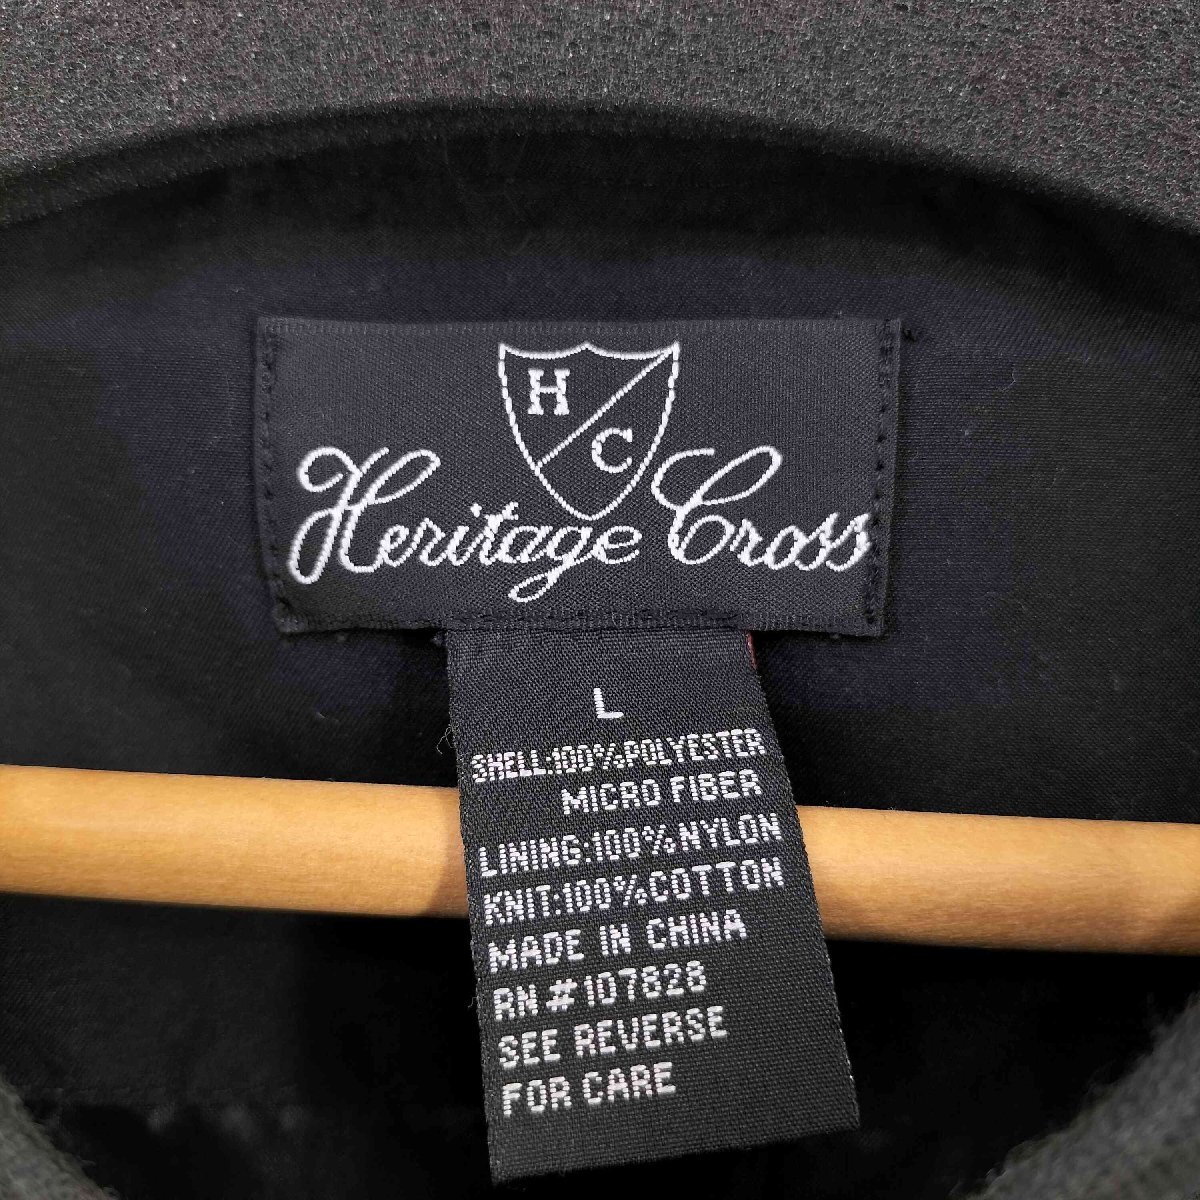 H
C
Heritage Cross
L
SHELL:100%POLYESTER
MICRO FIBER
LINING:100%NYLON
KNIT:100%COTTON
MADE IN CHINA
RN#107828
SEE REVERSE
FOR CARE